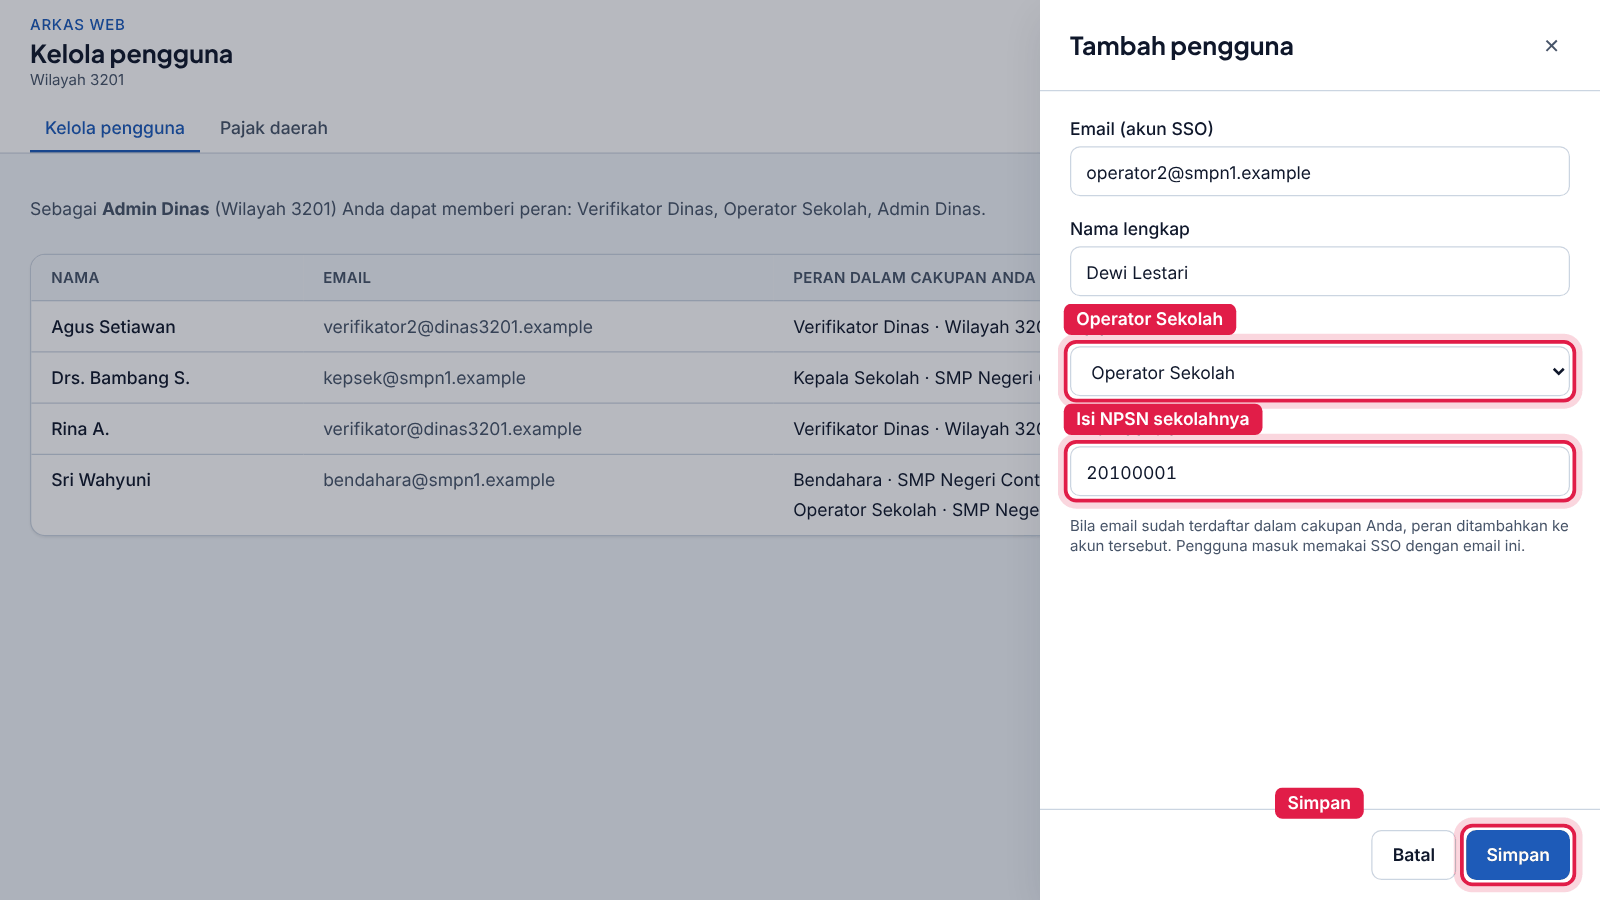 ARKAS WEB
Kelola pengguna
Wilayah 3201
Kelola pengguna
Pajak daerah
Sebagai Admin Dinas (Wilayah 3201) Anda dapat memberi peran: Verifikator Dinas, Operator Sekolah, Admin Dinas.
NAMA
EMAIL
PERAN DALAM CAKUPAN ANDA
Agus Setiawan
verifikator2@dinas3201.example
Verifikator Dinas · Wilayah 320
Drs. Bambang S.
kepsek@smpn1.example
Kepala Sekolah · SMP Negeri
Rina A.
verifikator@dinas3201.example
Verifikator Dinas · Wilayah 320
Sri Wahyuni
bendahara@smpn1.example
Bendahara · SMP Negeri Cont
Operator Sekolah · SMP Nege
Tambah pengguna
×
Email (akun SSO)
operator2@smpn1.example
Nama lengkap
Dewi Lestari
Operator Sekolah
Operator Sekolah
Isi NPSN sekolahnya
20100001
Bila email sudah terdaftar dalam cakupan Anda, peran ditambahkan ke
akun tersebut. Pengguna masuk memakai SSO dengan email ini.
Simpan
Batal
Simpan